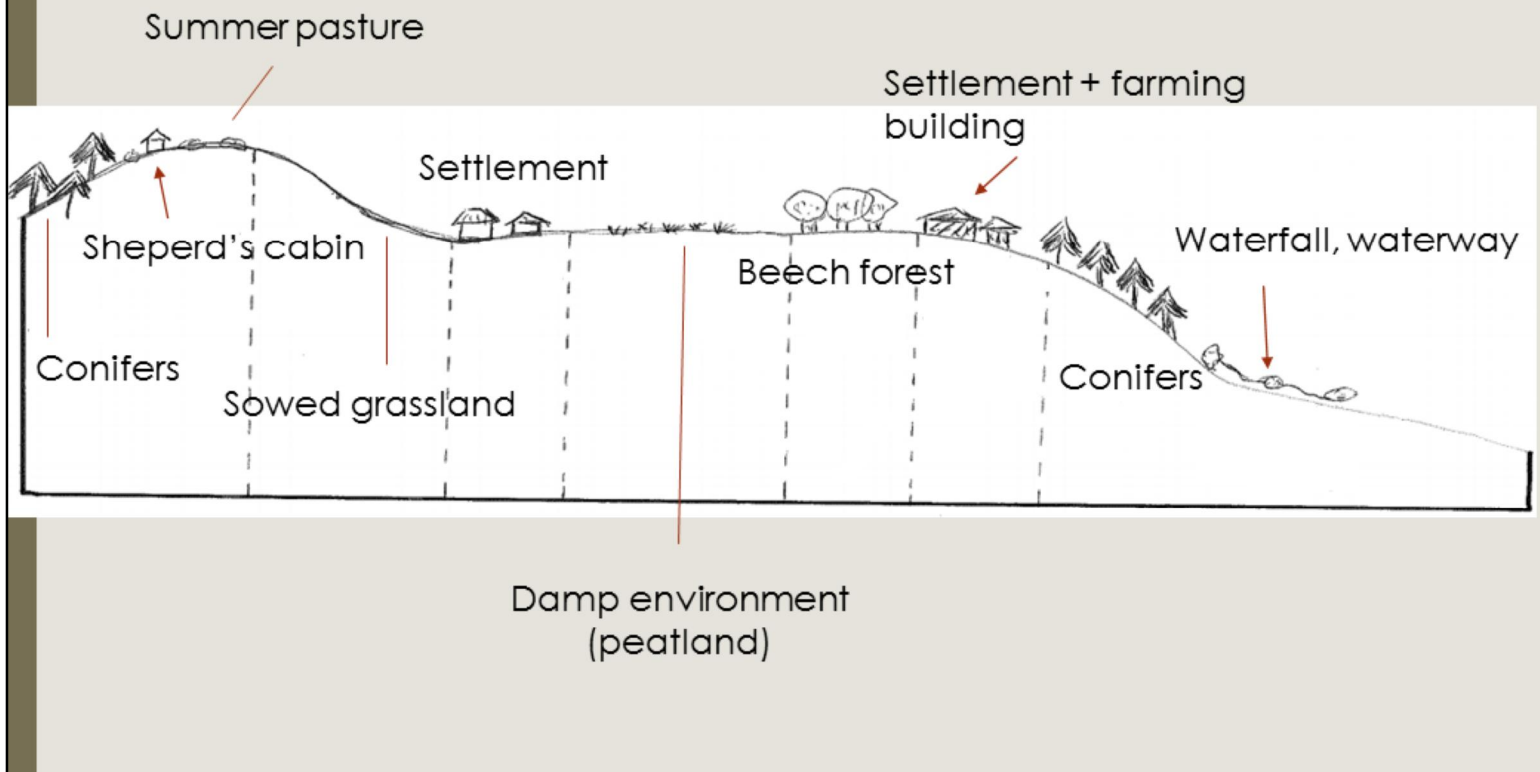 Summer pasture
Settlement + farming
building
Settlement
Sheperd's cabin
Beech forest
Waterfall, waterway
Conifers
Sowed grassland
Conifers
Damp environment
(peatland)